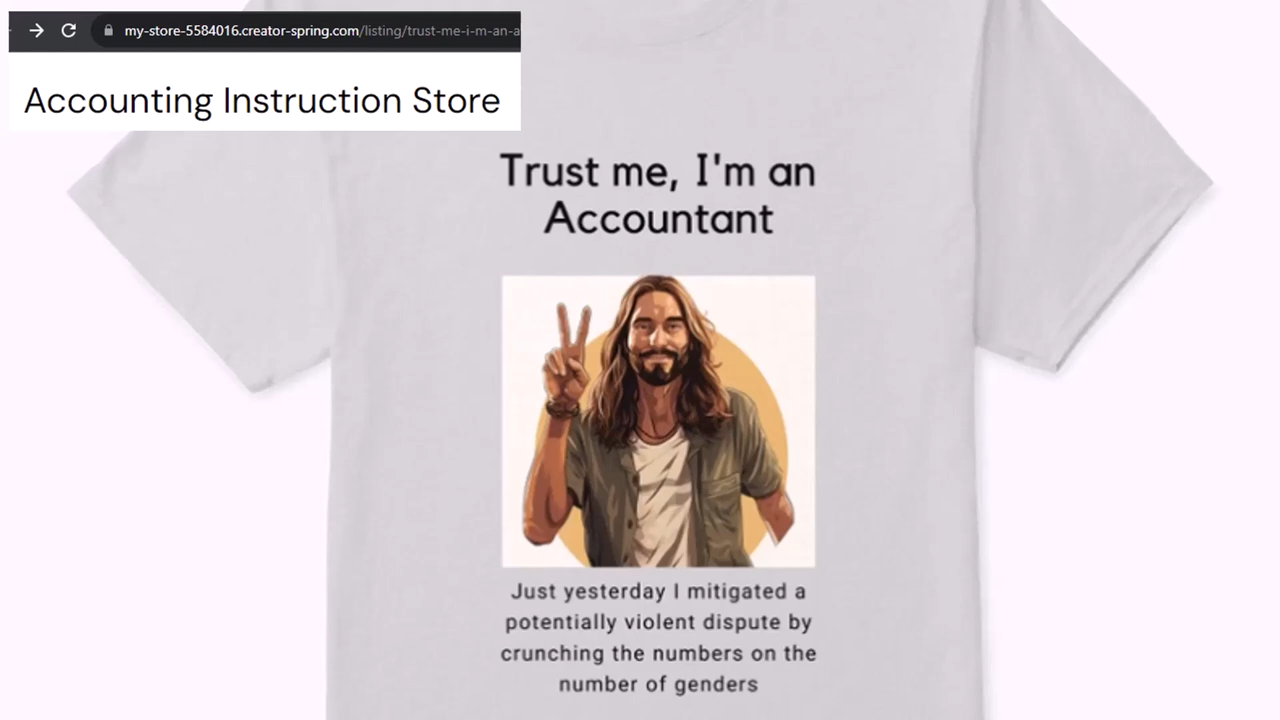 my-store-5584016.creator-spring.com/listing/trust-me-i-m-an-a
Accounting Instruction Store
Trust me, I'm an
Accountant
Just yesterday I mitigated a
potentially violent dispute by
crunching the numbers on the
number of genders